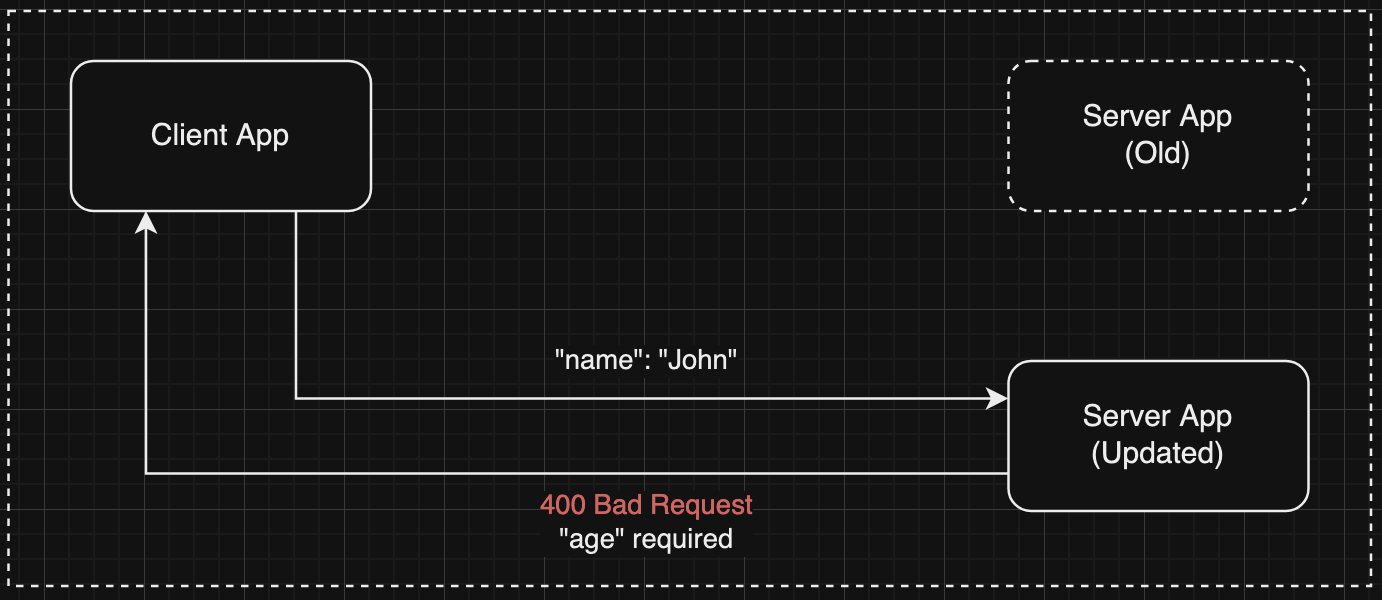 Client App
Server App
(Old)
"name": "John"
Server App
(Updated)
400 Bad Request
"age" required